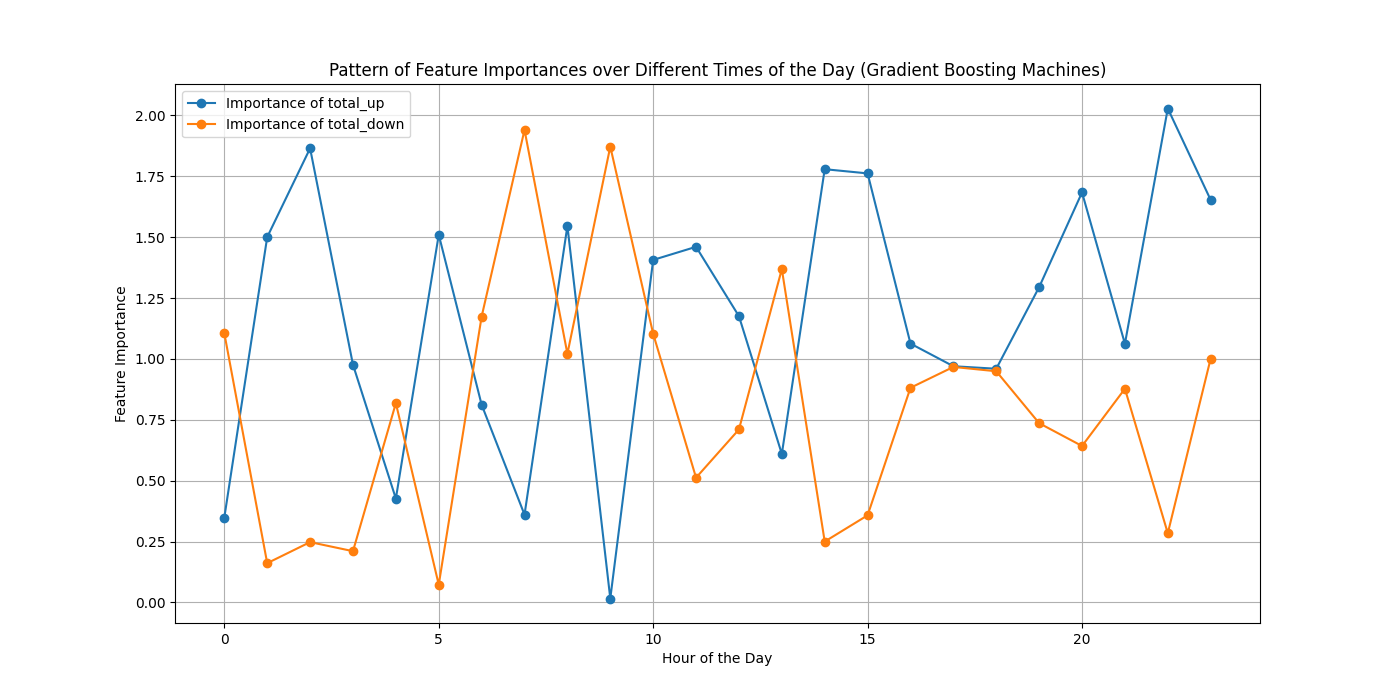 Pattern of Feature Importances over Different Times of the Day (Gradient Boosting Machines)
Importance of total_up
Importance of total_down
2.00
1.75
1.50
1.25
1.00
0.75
0.50
0.25
0.00
Feature Importance
0 5 10 15 20
Hour of the Day